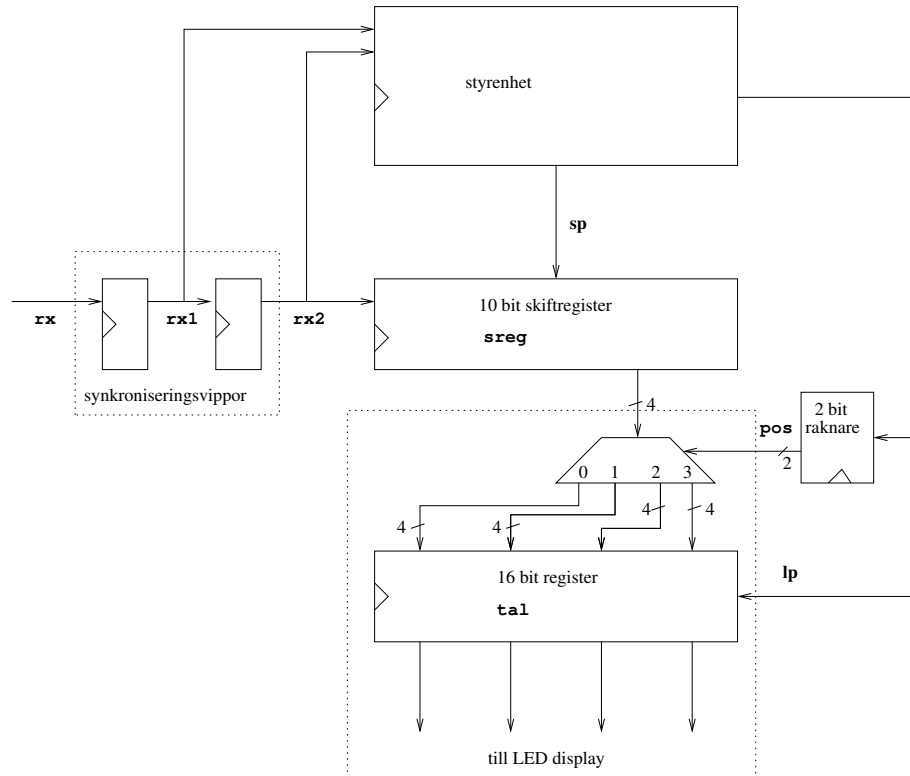 styrenhet
sp
rx
rx1
rx2
10 bit skiftregister
sreg
synkroniseringsvippor
4
pos
2 bit
raknare
2
0 1 2 3
4 4 4 4
16 bit register
lp
tal
till LED display